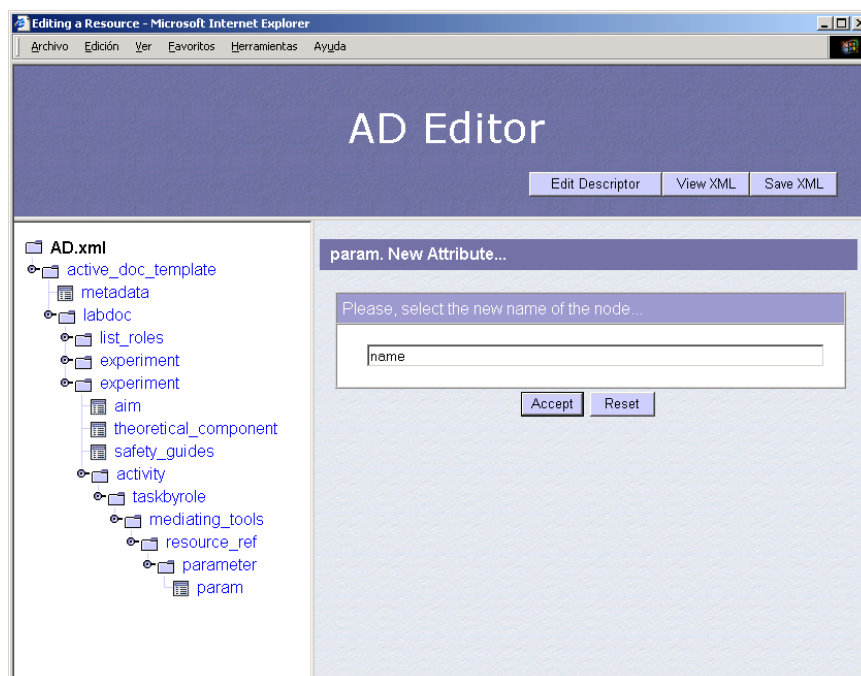 Editing a Resource - Microsoft Internet Explorer
Archivo Edición Ver Favoritos Herramientas Ayuda
AD Editor
Edit Descriptor View XML Save XML
AD.xml
active_doc_template
metadata
labdoc
list_roles
experiment
experiment
aim
theoretical_component
safety_guides
activity
taskbyrole
mediating_tools
resource_ref
parameter
param
param. New Attribute...
Please, select the new name of the node...
name
Accept Reset